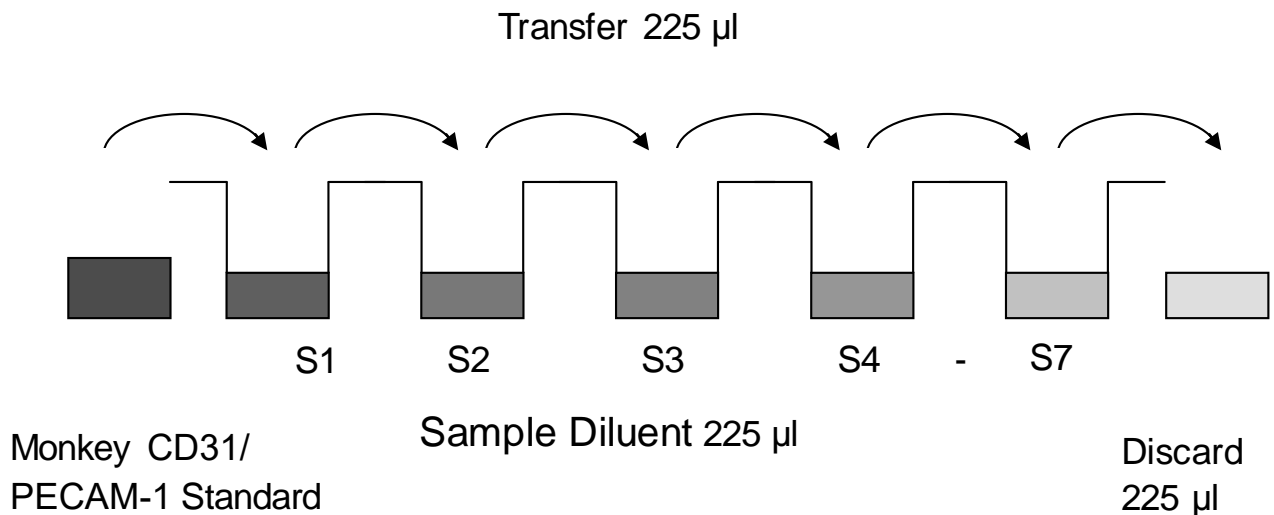 Transfer 225 µl
S1 S2 S3 S4 - S7
Monkey CD31/
PECAM-1 Standard
Sample Diluent 225 µl
Discard
225 µl